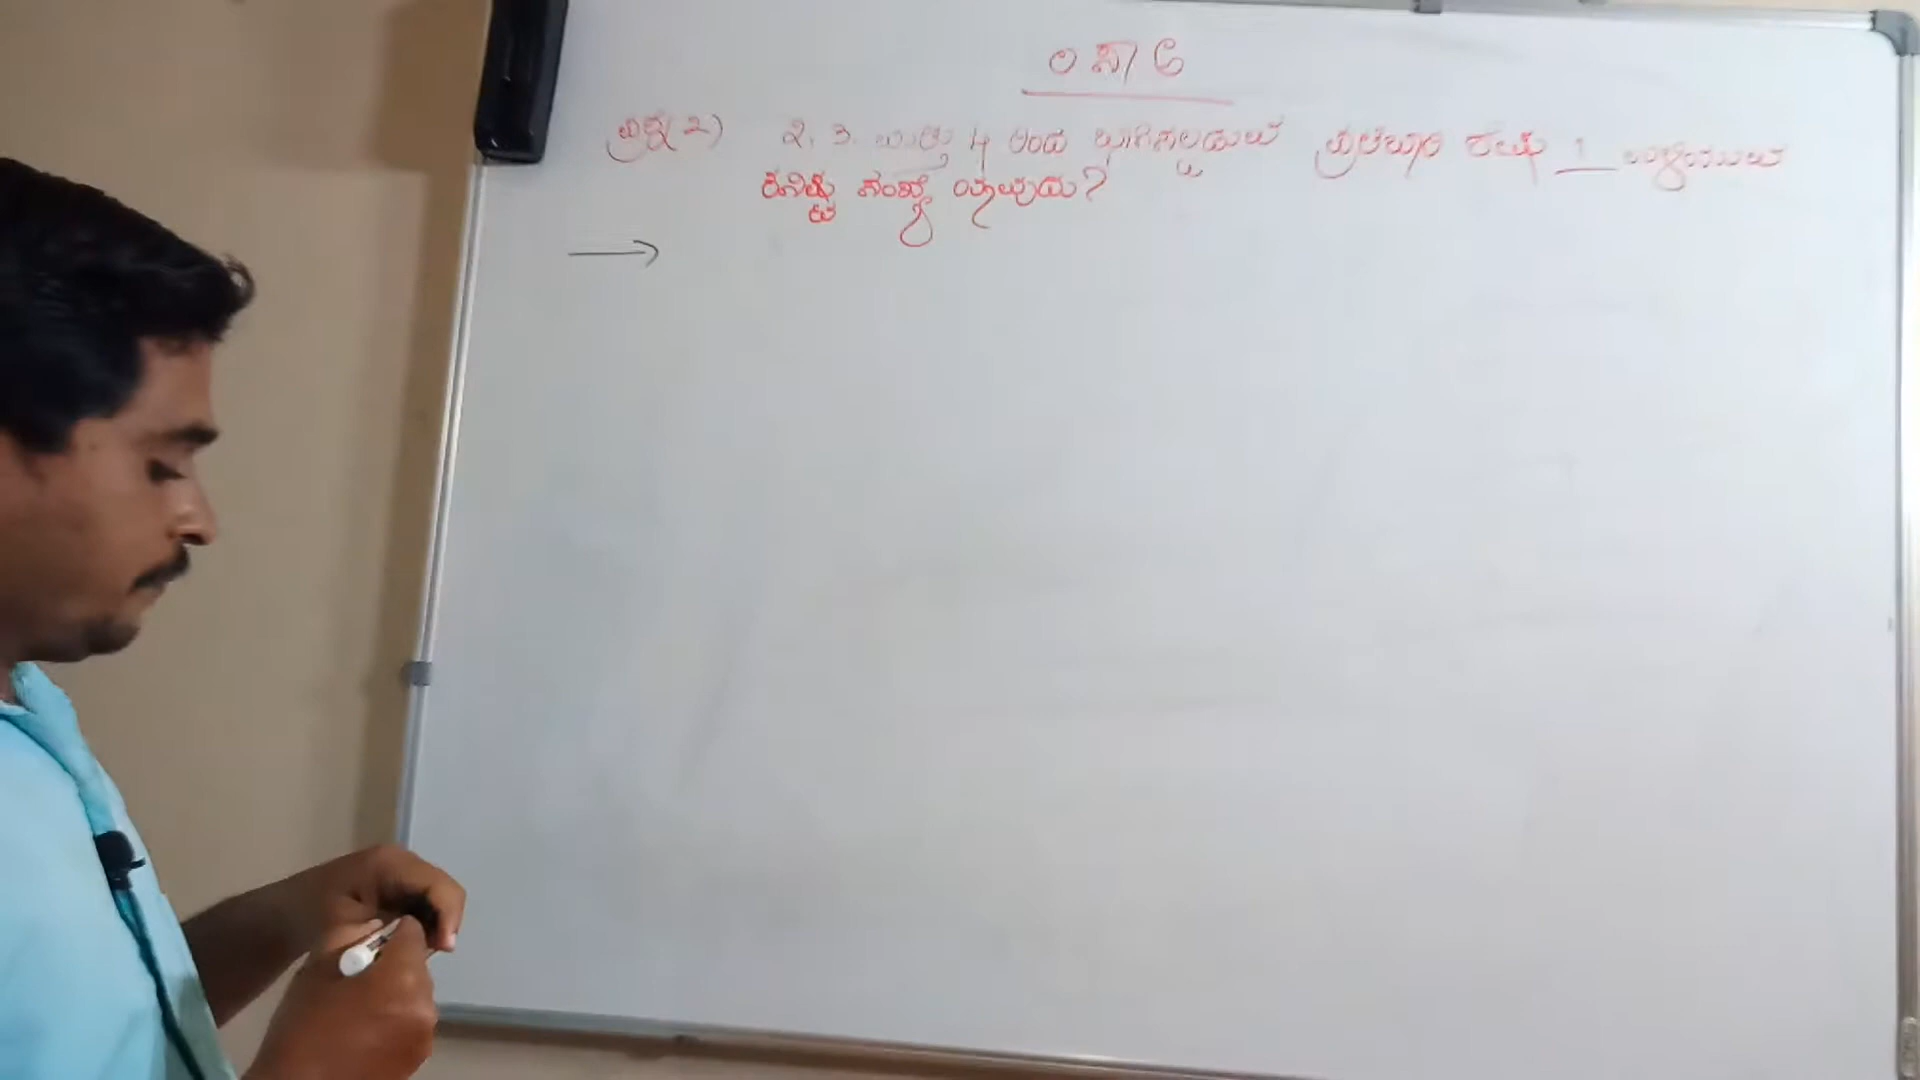 ಲ ಸಾ ಅ
ಪ್ರಶ್ನೆ(2) 2, 3. ಮತ್ತು 4 ರಿಂದ ಭಾಗಿಸಲ್ಪಡುವ ಪ್ರತಿಬಾರಿ ಶೇಷ 1 ಉಳಿಯುವ
ಕನಿಷ್ಟ ಸಂಖ್ಯೆ ಯಾವುದು?